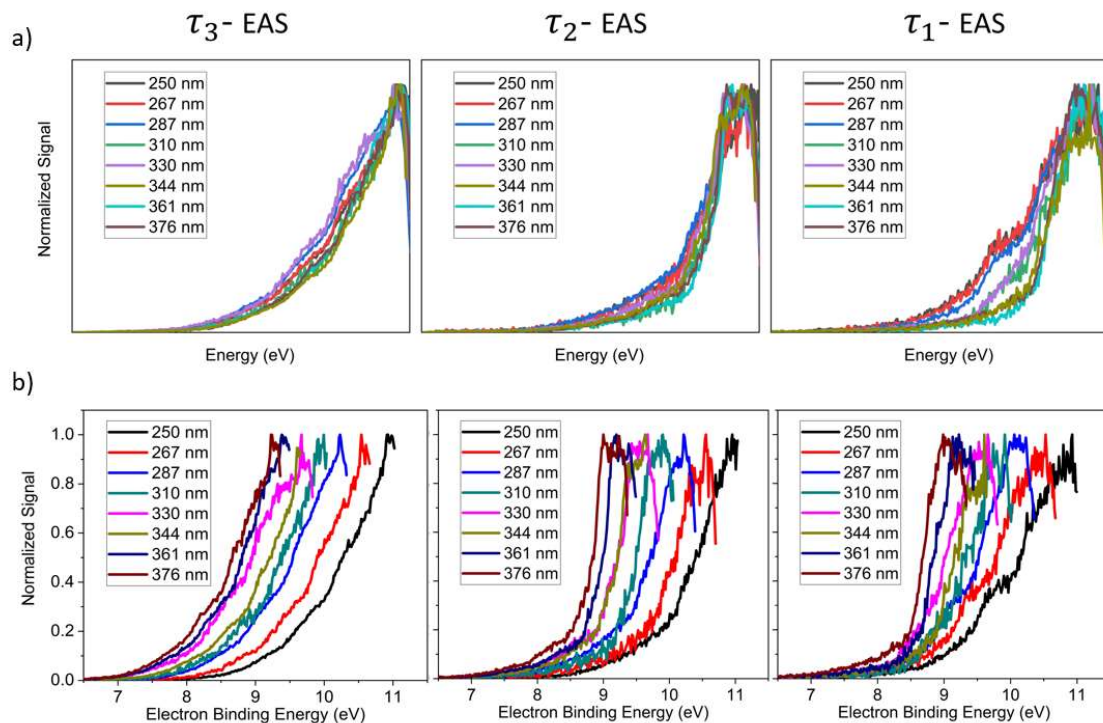 τ3- EAS
τ2- EAS
τ1- EAS
a)
Normalized Signal
250 nm
267 nm
287 nm
310 nm
330 nm
344 nm
361 nm
376 nm
250 nm
267 nm
287 nm
310 nm
330 nm
344 nm
361 nm
376 nm
250 nm
267 nm
287 nm
310 nm
330 nm
344 nm
361 nm
376 nm
Energy (eV)
Energy (eV)
Energy (eV)
b)
Normalized Signal
1.0
0.8
0.6
0.4
0.2
0.0
250 nm
267 nm
287 nm
310 nm
330 nm
344 nm
361 nm
376 nm
250 nm
267 nm
287 nm
310 nm
330 nm
344 nm
361 nm
376 nm
250 nm
267 nm
287 nm
310 nm
330 nm
344 nm
361 nm
376 nm
7 8 9 10 11
7 8 9 10 11
7 8 9 10 11
Electron Binding Energy (eV)
Electron Binding Energy (eV)
Electron Binding Energy (eV)